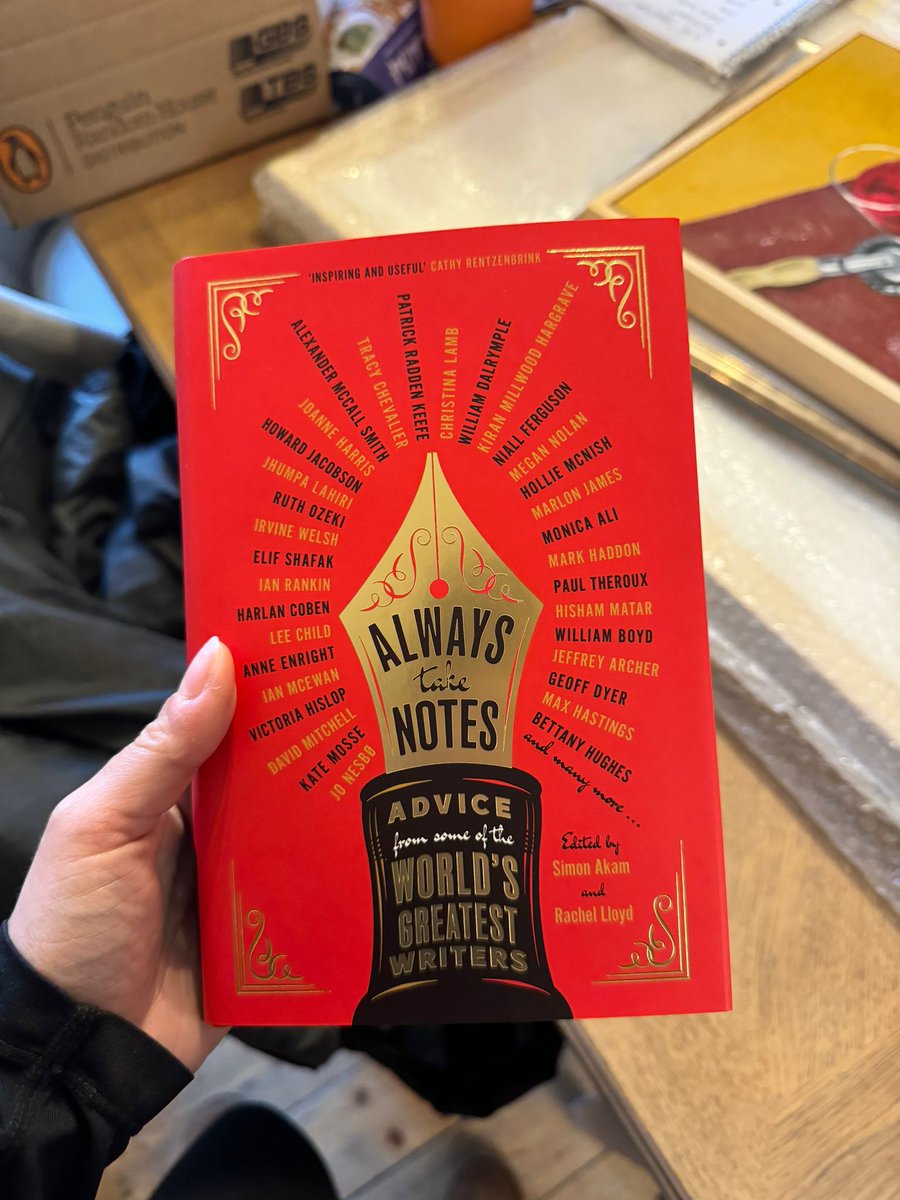 Penguin
Random House
DISTRIBUTION
GBS
TBS
'INSPIRING AND USEFUL' CATHY RENTZENBRINK
JO NESBØ
KATE MOSSE
DAVID MITCHELL
VICTORIA HISLOP
IAN MCEWAN
ANNE ENRIGHT
LEE CHILD
HARLAN COBEN
IAN RANKIN
ELIF SHAFAK
IRVINE WELSH
RUTH OZEKI
JHUMPA LAHIRI
HOWARD JACOBSON
JOANNE HARRIS
ALEXANDER MCCALL SMITH
TRACY CHEVALIER
PATRICK RADDEN KEEFE
CHRISTINA LAMB
WILLIAM DALRYMPLE
KIRAN MILLWOOD HARGRAVE
NIALL FERGUSON
MEGAN NOLAN
HOLLIE MCNISH
MARLON JAMES
MONICA ALI
MARK HADDON
PAUL THEROUX
HISHAM MATAR
WILLIAM BOYD
JEFFREY ARCHER
GEOFF DYER
MAX HASTINGS
BETTANY HUGHES
and many more...
ALWAYS
take
NOTES
ADVICE
from some of the
WORLD'S
GREATEST
WRITERS
Edited by
Simon Akam
and
Rachel Lloyd